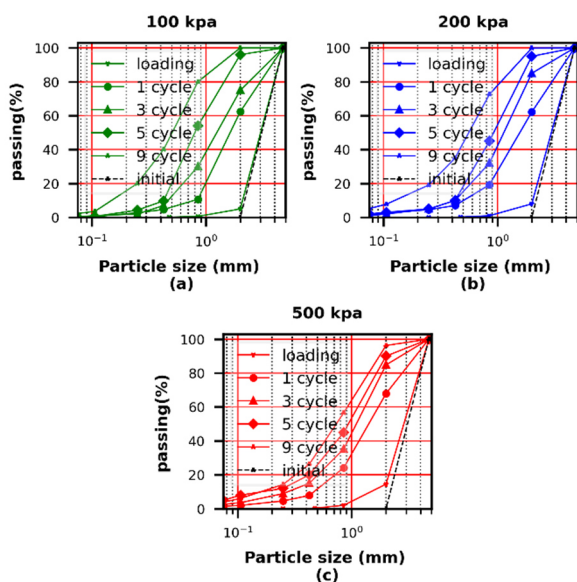 100 kpa
200 kpa
passing(%)
100
80
60
40
20
0
loading
1 cycle
3 cycle
5 cycle
9 cycle
initial
10⁻¹
10⁰
Particle size (mm)
(a)
passing(%)
100
80
60
40
20
0
loading
1 cycle
3 cycle
5 cycle
9 cycle
initial
10⁻¹
10⁰
Particle size (mm)
(b)
500 kpa
passing(%)
100
80
60
40
20
0
loading
1 cycle
3 cycle
5 cycle
9 cycle
initial
10⁻¹
10⁰
Particle size (mm)
(c)